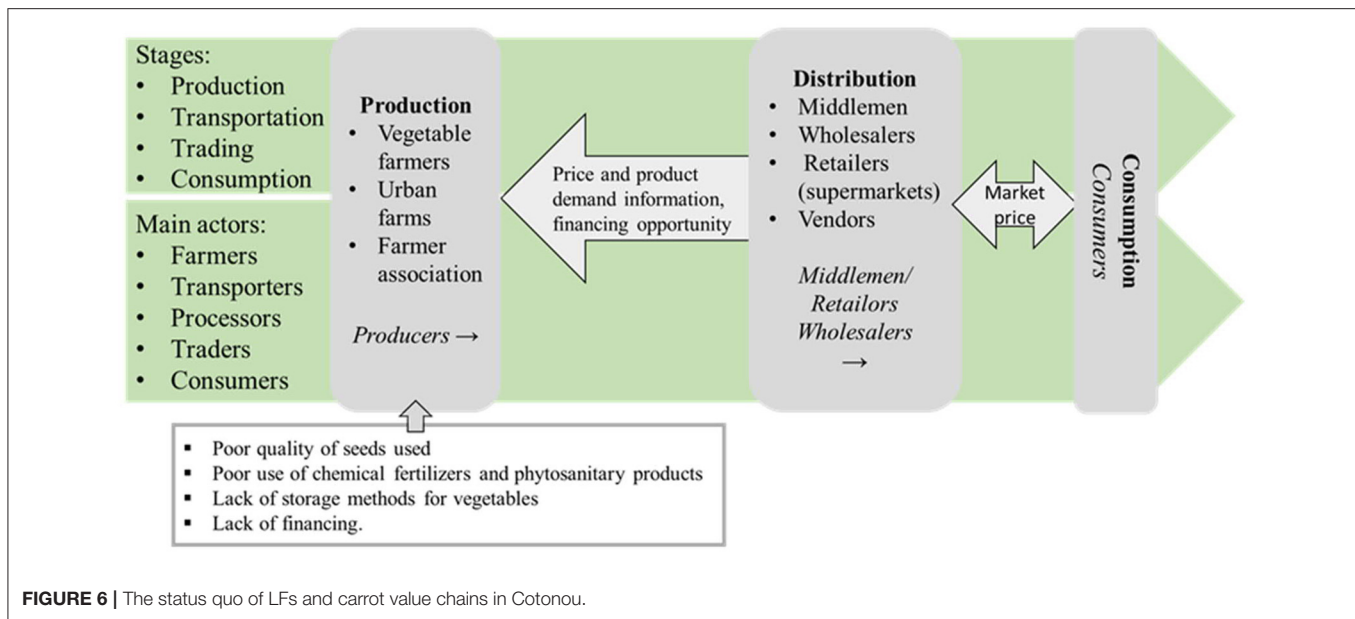 Stages:
• Production
• Transportation
• Trading
• Consumption
Main actors:
• Farmers
• Transporters
• Processors
• Traders
• Consumers
Production
• Vegetable
farmers
• Urban
farms
• Farmer
association
Producers →
Price and product
demand information,
financing opportunity
Distribution
• Middlemen
• Wholesalers
• Retailers
(supermarkets)
• Vendors
Middlemen/
Retailors
Wholesalers
→
Market
price
Consumption
Consumers
▪ Poor quality of seeds used
▪ Poor use of chemical fertilizers and phytosanitary products
▪ Lack of storage methods for vegetables
▪ Lack of financing.
FIGURE 6 | The status quo of LFs and carrot value chains in Cotonou.